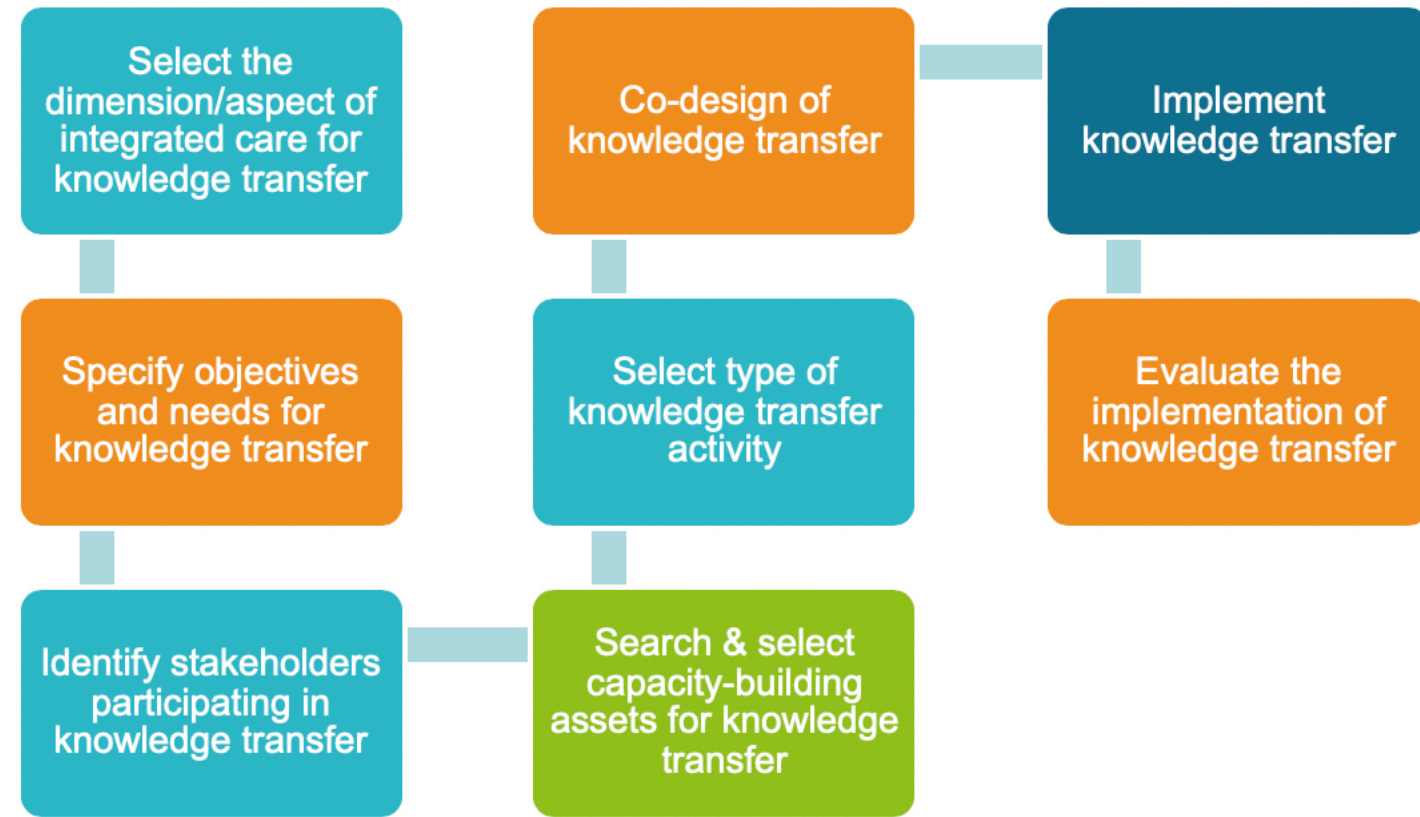 Select the
dimension/aspect of
integrated care for
knowledge transfer
Specify objectives
and needs for
knowledge transfer
Identify stakeholders
participating in
knowledge transfer
Search & select
capacity-building
assets for knowledge
transfer
Select type of
knowledge transfer
activity
Co-design of
knowledge transfer
Implement
knowledge transfer
Evaluate the
implementation of
knowledge transfer